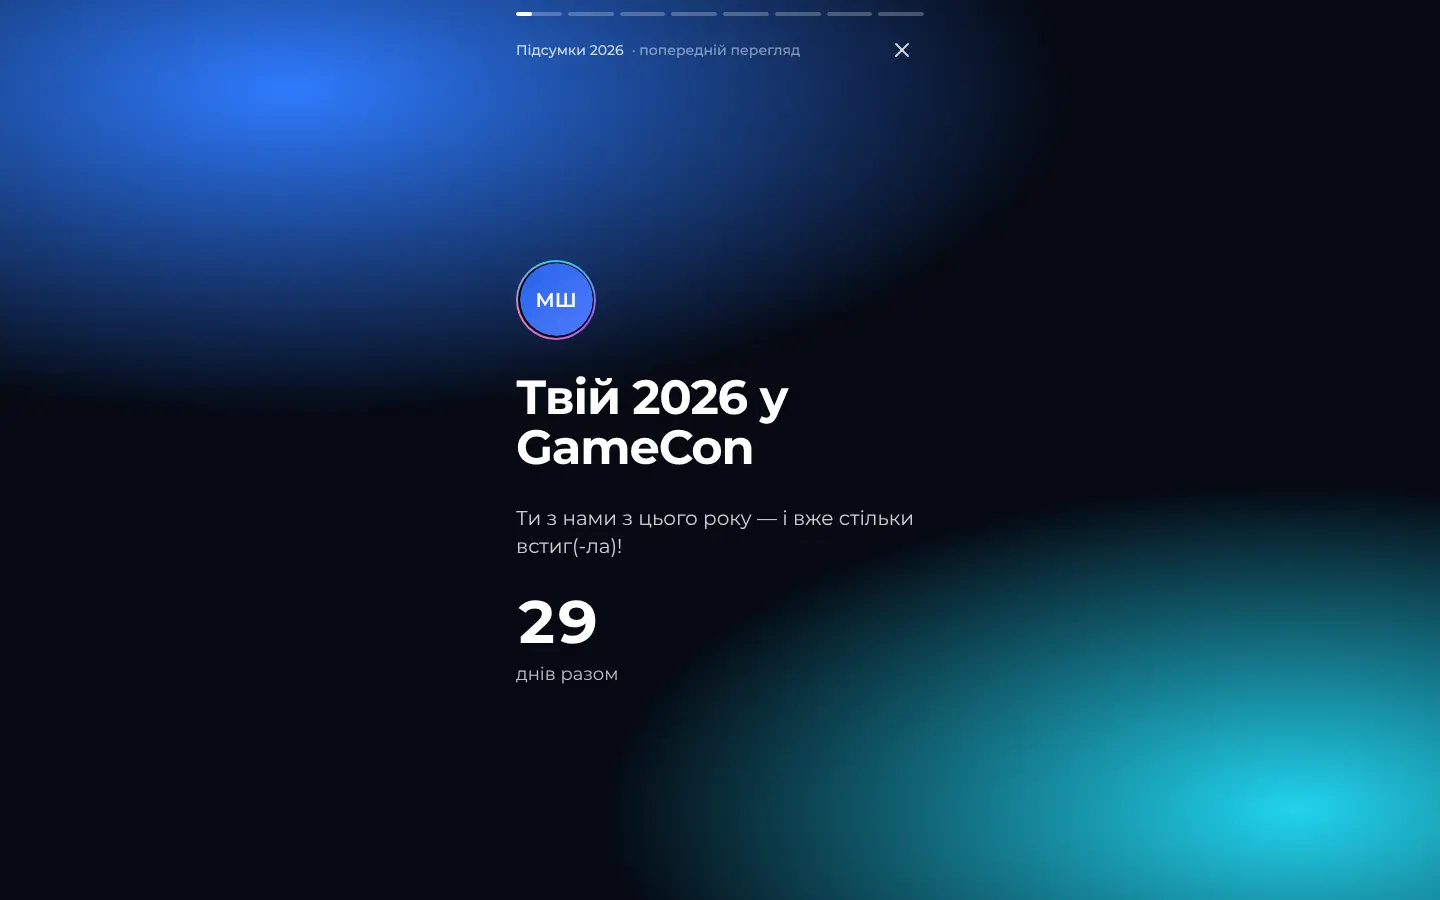 Підсумки 2026 · попередній перегляд
МШ
Твій 2026 у
GameCon
Ти з нами з цього року — і вже стільки
встиг(-ла)!
29
днів разом